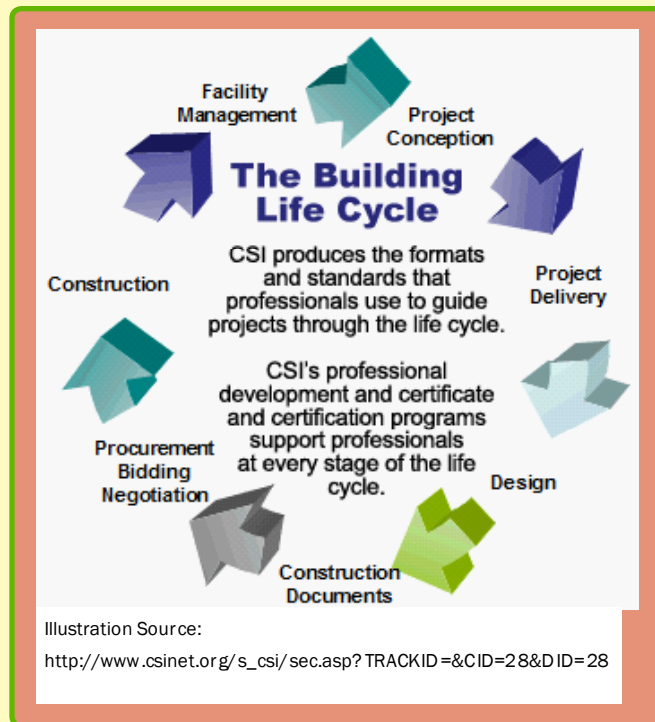 Facility
Management
Project
Conception
The Building
Life Cycle
CSI produces the formats
and standards that
professionals use to guide
projects through the life cycle.
Construction
Project
Delivery
CSI's professional
development and certificate
and certification programs
support professionals
at every stage of the life
cycle.
Procurement
Bidding
Negotiation
Design
Construction
Documents
Illustration Source:
http://www.csinet.org/s_csi/sec.asp?TRACKID=&CID=28&DID=28